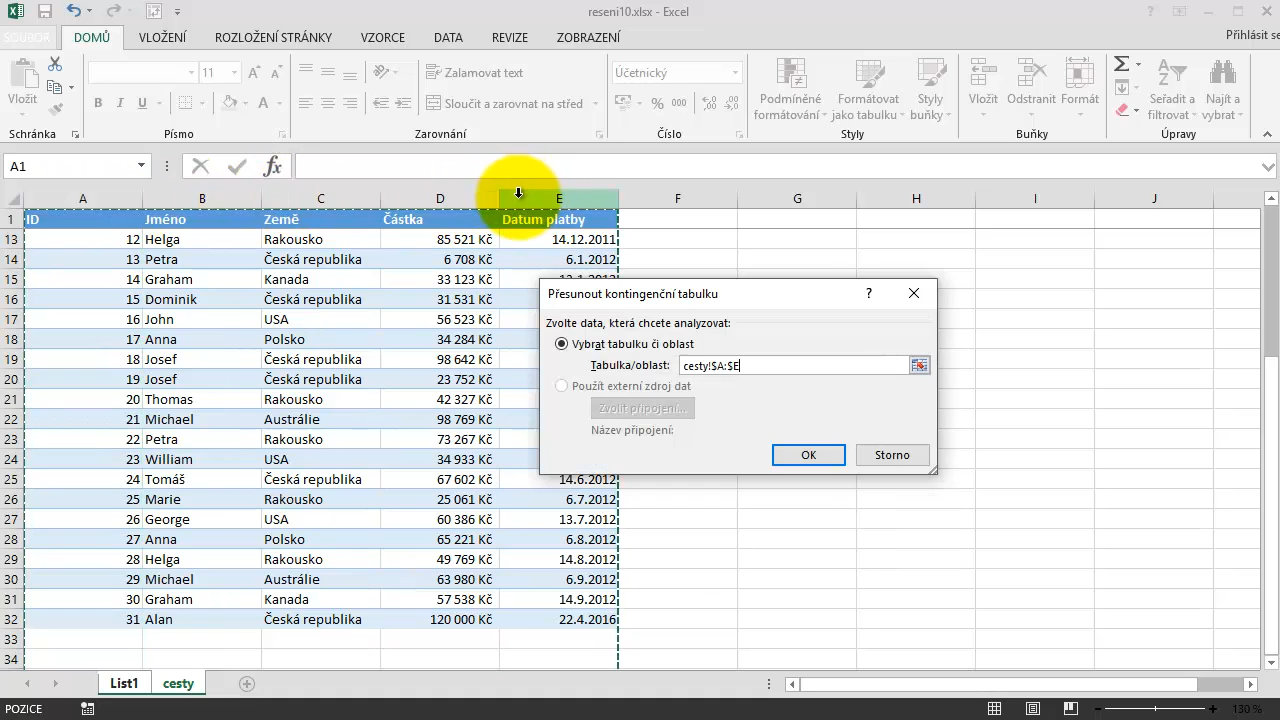 reseni10.xlsx - Excel
SOUBOR DOMŮ VLOŽENÍ ROZLOŽENÍ STRÁNKY VZORCE DATA REVIZE ZOBRAZENÍ Přihlásit se
Vložit 11 Zalamovat text Účetnický Podmíněné formátování Formátovat jako tabulku Styly buňky Vložit Odstranit Formát Seřadit a filtrovat Najít a vybrat
Sloučit a zarovnat na střed
Schránka Písmo Zarovnání Číslo Styly Buňky Úpravy
A1
A B C D E F G H I J
1 ID Jméno Země Částka Datum platby
13 12 Helga Rakousko 85 521 Kč 14.12.2011
14 13 Petra Česká republika 6 708 Kč 6.1.2012
15 14 Graham Kanada 33 123 Kč
16 15 Dominik Česká republika 31 531 Kč
17 16 John USA 56 523 Kč
18 17 Anna Polsko 34 284 Kč
19 18 Josef Česká republika 98 642 Kč
20 19 Josef Česká republika 23 752 Kč
21 20 Thomas Rakousko 42 327 Kč
22 21 Michael Austrálie 98 769 Kč
23 22 Petra Rakousko 73 267 Kč
24 23 William USA 34 933 Kč
25 24 Tomáš Česká republika 67 602 Kč 14.6.2012
26 25 Marie Rakousko 25 061 Kč 6.7.2012
27 26 George USA 60 386 Kč 13.7.2012
28 27 Anna Polsko 65 221 Kč 6.8.2012
29 28 Helga Rakousko 49 769 Kč 14.8.2012
30 29 Michael Austrálie 63 980 Kč 6.9.2012
31 30 Graham Kanada 57 538 Kč 14.9.2012
32 31 Alan Česká republika 120 000 Kč 22.4.2016
33
34
Přesunout kontingenční tabulku
Zvolte data, která chcete analyzovat:
Vybrat tabulku či oblast
Tabulka/oblast: cesty!$A:$E
Použít externí zdroj dat
Zvolit připojení...
Název připojení:
OK Storno
List1 cesty
POZICE 130 %